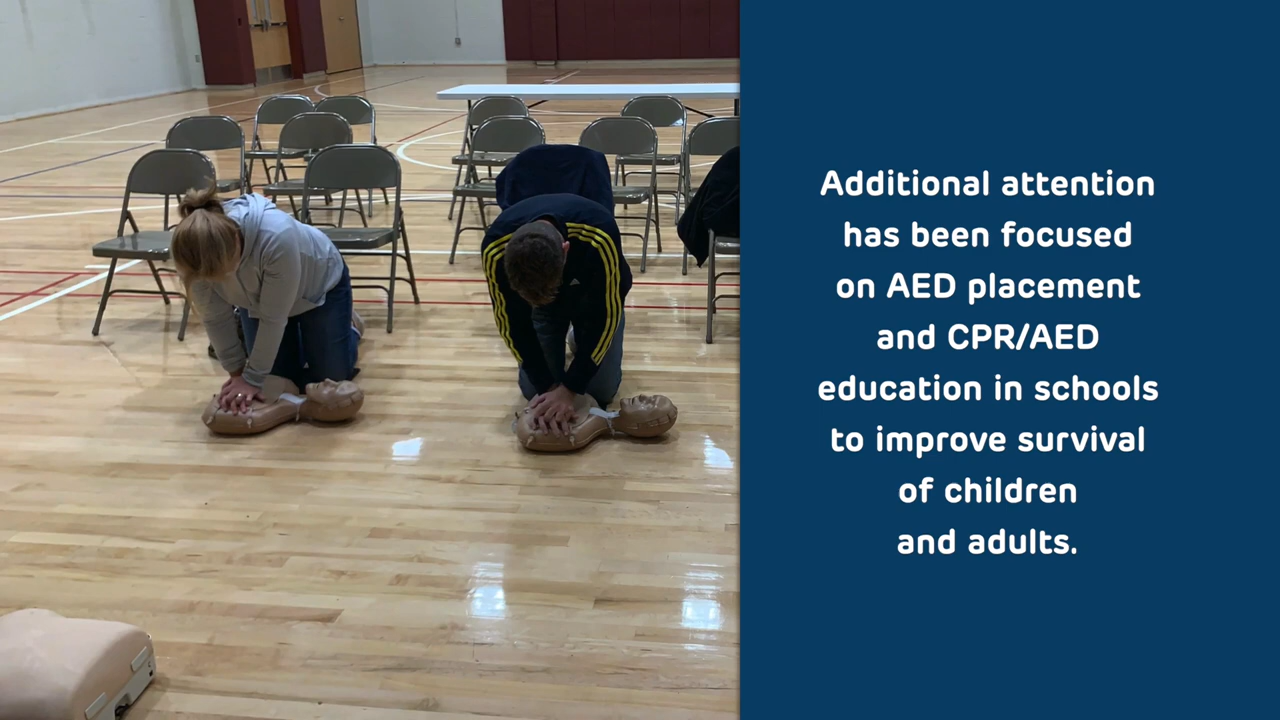 Additional attention
has been focused
on AED placement
and CPR/AED
education in schools
to improve survival
of children
and adults.